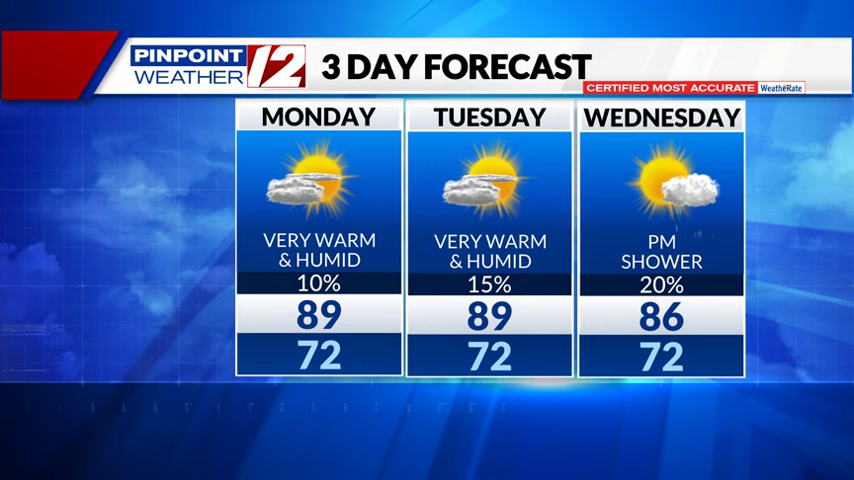 PINPOINT
WEATHER 12
3 DAY FORECAST
CERTIFIED MOST ACCURATE WeatheRate
MONDAY
VERY WARM
& HUMID
10%
89
72
TUESDAY
VERY WARM
& HUMID
15%
89
72
WEDNESDAY
PM
SHOWER
20%
86
72